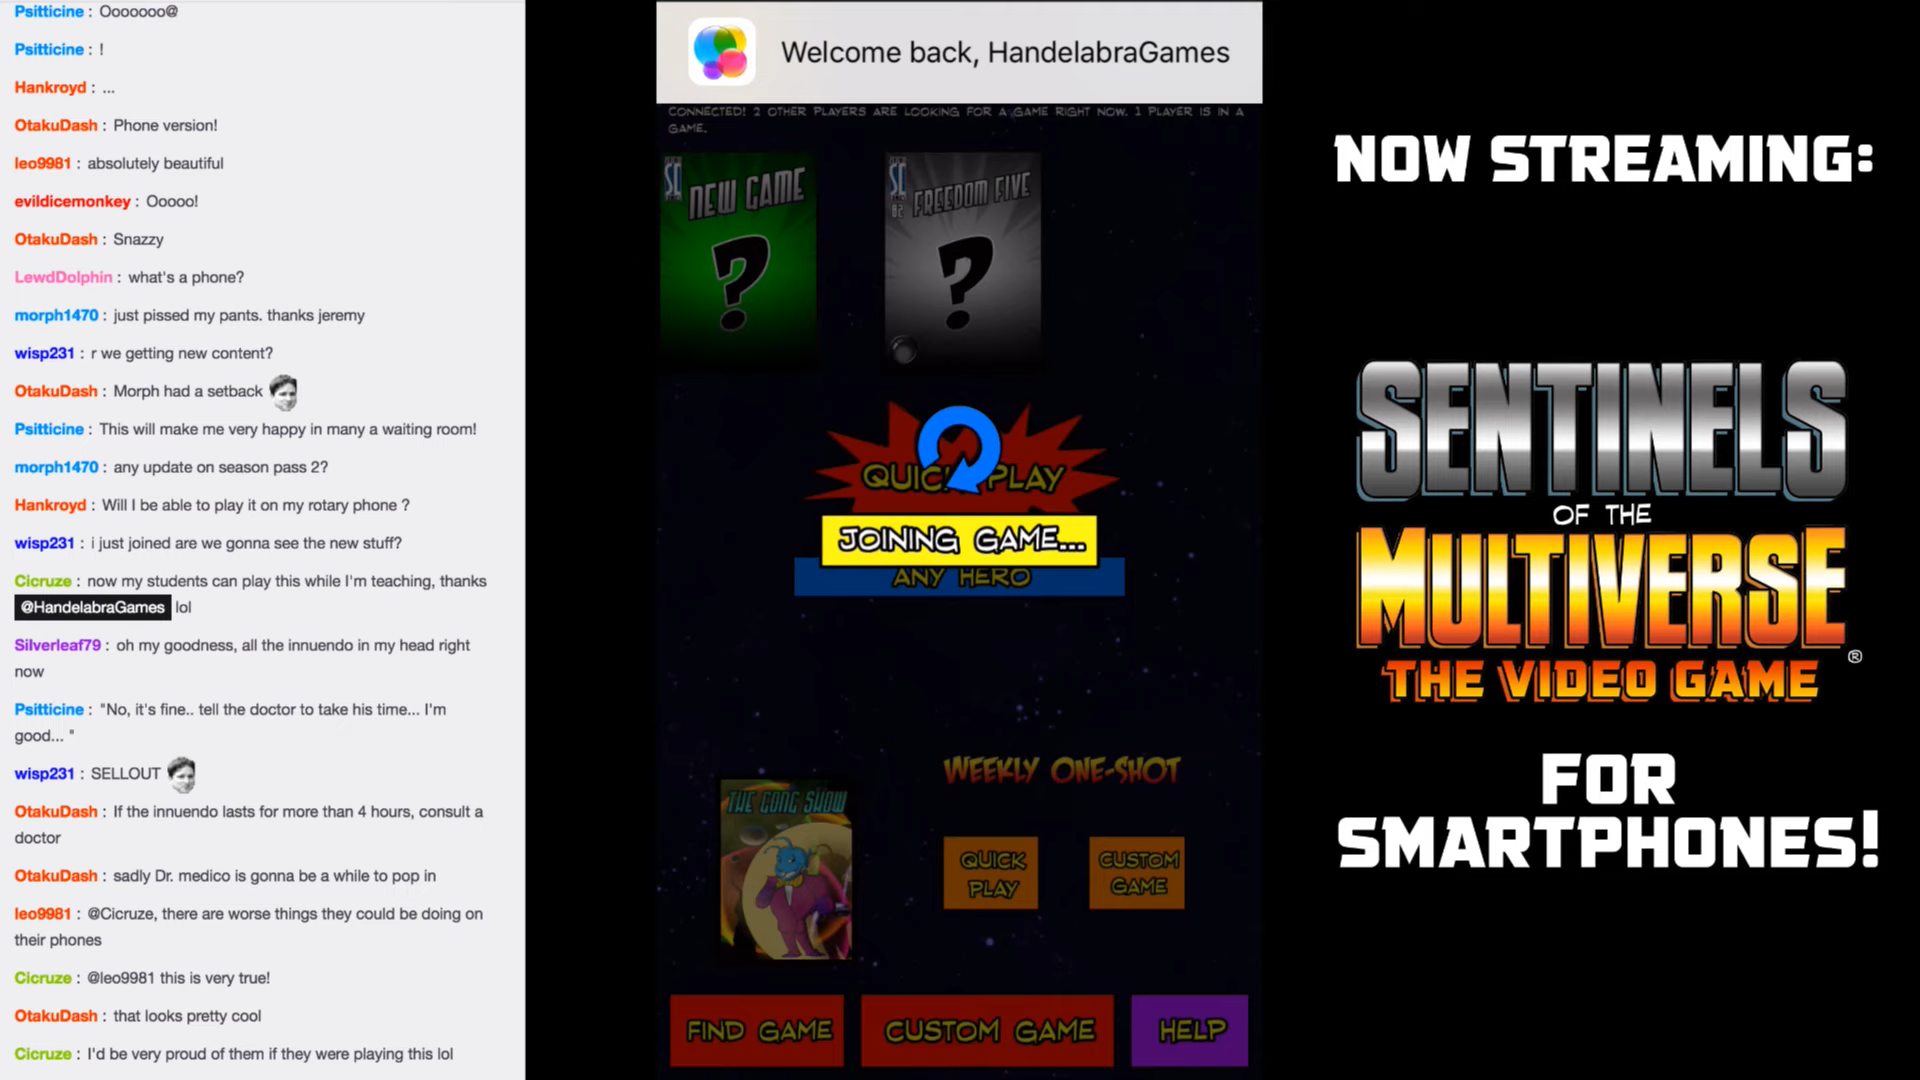 Psitticine : Ooooooo@
Psitticine : !
Hankroyd : ...
OtakuDash : Phone version!
leo9981 : absolutely beautiful
evildicemonkey : Ooooo!
OtakuDash : Snazzy
LewdDolphin : what's a phone?
morph1470 : just pissed my pants. thanks jeremy
wisp231 : r we getting new content?
OtakuDash : Morph had a setback
Psitticine : This will make me very happy in many a waiting room!
morph1470 : any update on season pass 2?
Hankroyd : Will I be able to play it on my rotary phone ?
wisp231 : i just joined are we gonna see the new stuff?
Cicruze : now my students can play this while I'm teaching, thanks
@HandelabraGames lol
Silverleaf79 : oh my goodness, all the innuendo in my head right
now
Psitticine : "No, it's fine.. tell the doctor to take his time... I'm
good... "
wisp231 : SELLOUT
OtakuDash : If the innuendo lasts for more than 4 hours, consult a
doctor
OtakuDash : sadly Dr. medico is gonna be a while to pop in
leo9981 : @Cicruze, there are worse things they could be doing on
their phones
Cicruze : @leo9981 this is very true!
OtakuDash : that looks pretty cool
Cicruze : I'd be very proud of them if they were playing this lol
Welcome back, HandelabraGames
CONNECTED! 2 OTHER PLAYERS ARE LOOKING FOR A GAME RIGHT NOW. 1 PLAYER IS IN A
GAME.
SC NEW GAME
?
SC FREEDOM FIVE
#2
?
QUICK PLAY
JOINING GAME...
ANY HERO
WEEKLY ONE-SHOT
THE GONG SHOW
QUICK
PLAY
CUSTOM
GAME
FIND GAME
CUSTOM GAME
HELP
NOW STREAMING:
SENTINELS
OF THE
MULTIVERSE
®
THE VIDEO GAME
FOR
SMARTPHONES!